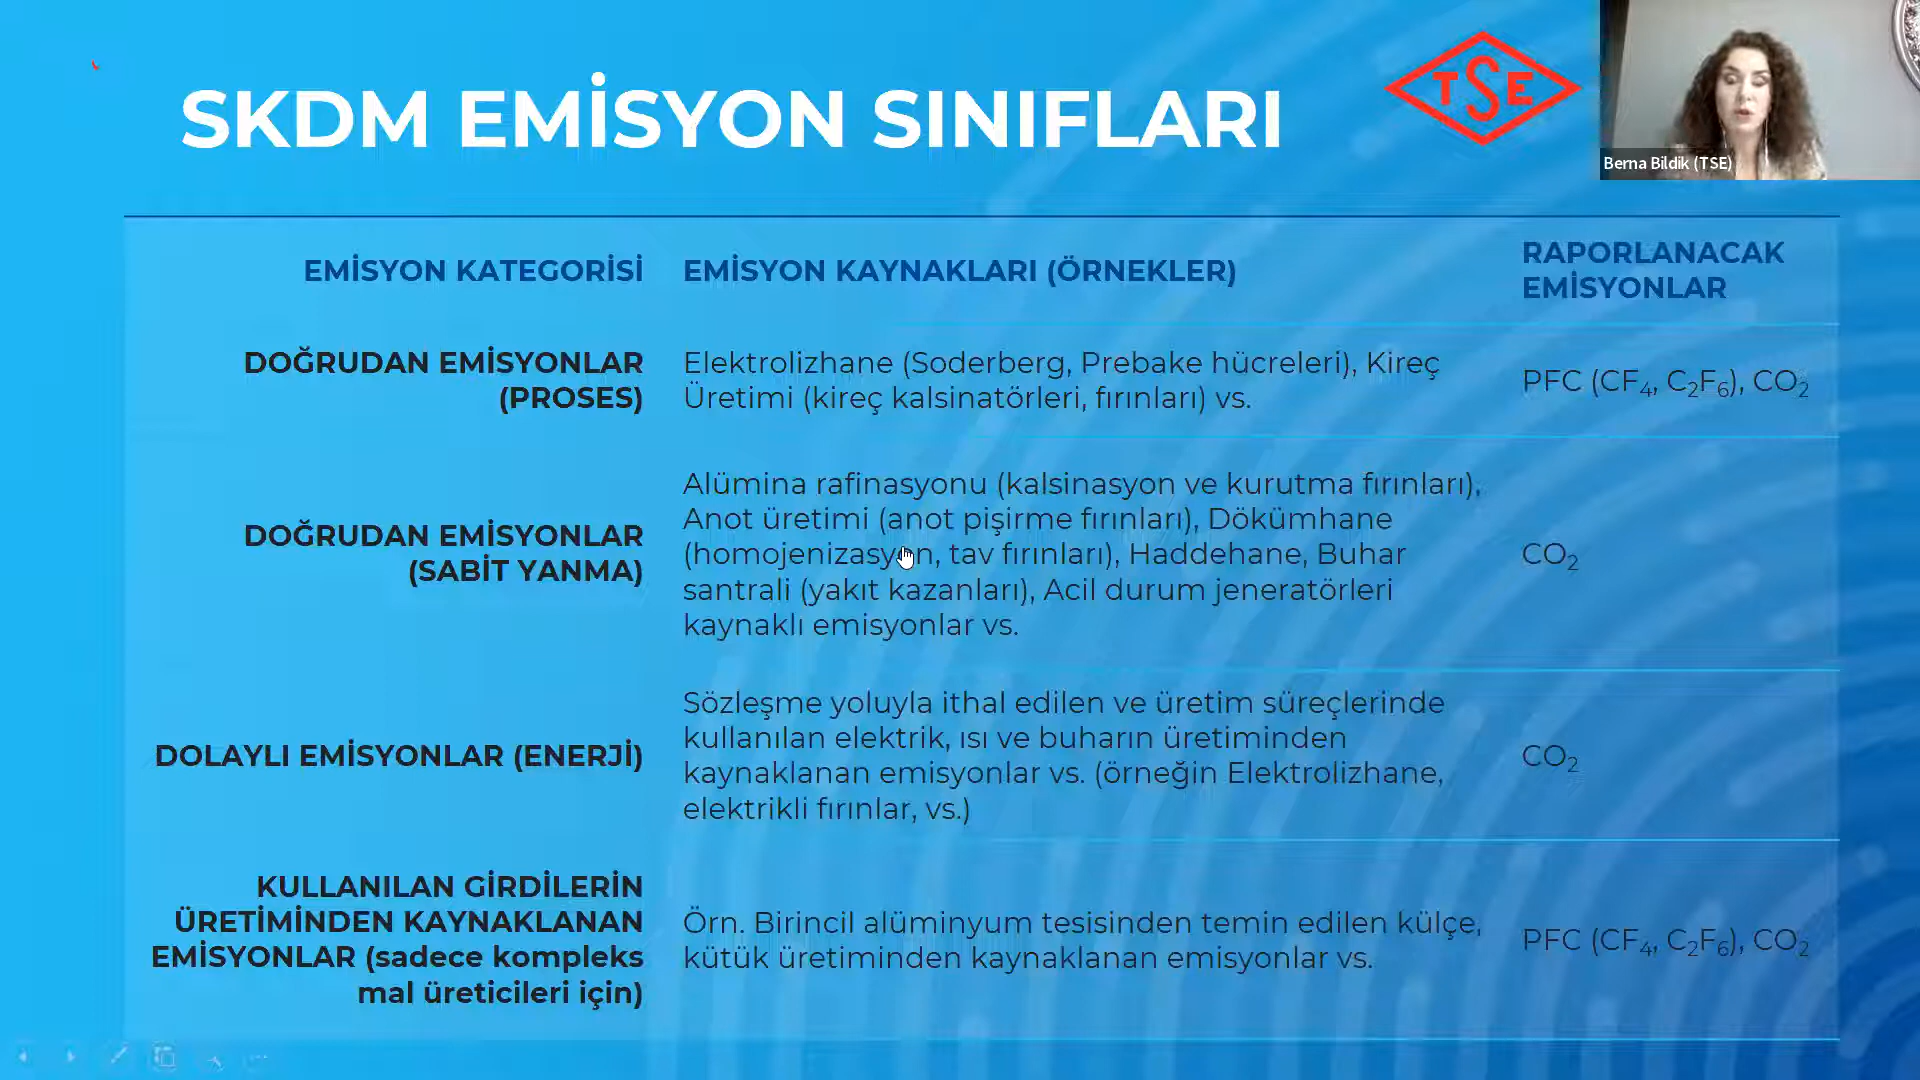 SKDM EMİSYON SINIFLARI
TSE
Berna Bildik (TSE)
EMİSYON KATEGORİSİ
EMİSYON KAYNAKLARI (ÖRNEKLER)
RAPORLANACAK
EMİSYONLAR
DOĞRUDAN EMİSYONLAR
(PROSES)
Elektrolizhane (Soderberg, Prebake hücreleri), Kireç
Üretimi (kireç kalsinatörleri, fırınları) vs.
PFC (CF₄, C₂F₆), CO₂
DOĞRUDAN EMİSYONLAR
(SABİT YANMA)
Alümina rafinasyonu (kalsinasyon ve kurutma fırınları),
Anot üretimi (anot pişirme fırınları), Dökümhane
(homojenizasyon, tav fırınları), Haddehane, Buhar
santrali (yakıt kazanları), Acil durum jeneratörleri
kaynaklı emisyonlar vs.
CO₂
DOLAYLI EMİSYONLAR (ENERJİ)
Sözleşme yoluyla ithal edilen ve üretim süreçlerinde
kullanılan elektrik, ısı ve buharın üretiminden
kaynaklanan emisyonlar vs. (örneğin Elektrolizhane,
elektrikli fırınlar, vs.)
CO₂
KULLANILAN GİRDİLERİN
ÜRETİMİNDEN KAYNAKLANAN
EMİSYONLAR (sadece kompleks
mal üreticileri için)
Örn. Birincil alüminyum tesisinden temin edilen külçe,
kütük üretiminden kaynaklanan emisyonlar vs.
PFC (CF₄, C₂F₆), CO₂